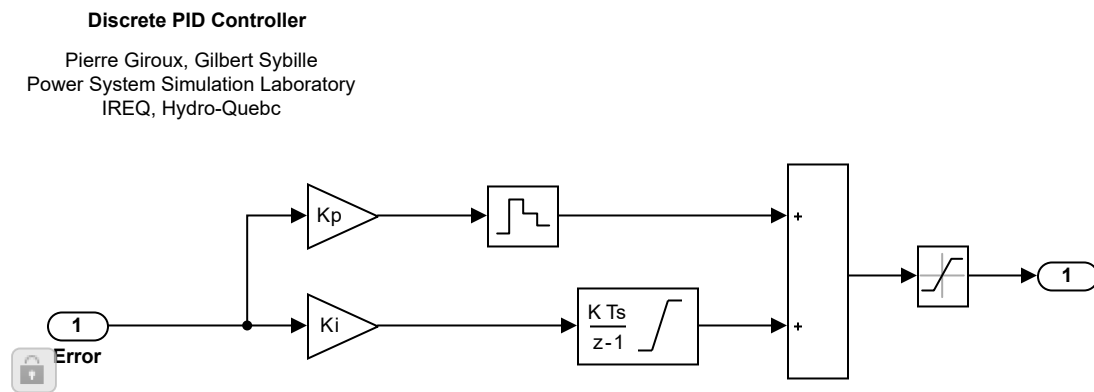 Discrete PID Controller
Pierre Giroux, Gilbert Sybille
Power System Simulation Laboratory
IREQ, Hydro-Quebc
Kp
+
1
Ki
K Ts
z-1
+
1
Error